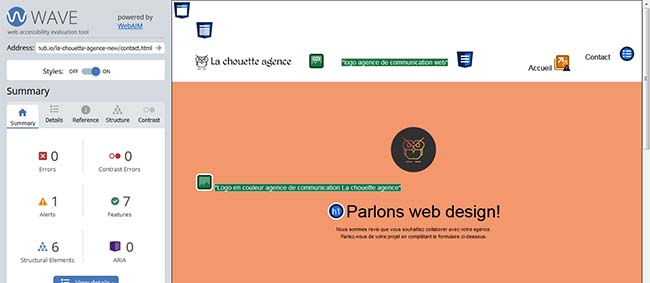 WAVE
web accessibility evaluation tool
powered by
WebAIM
Address:
hub.io/la-chouette-agence-new/contact.html
Styles: OFF ON
Summary
Summary
Details
Reference
Structure
Contrast
0
Errors
0
Contrast Errors
1
Alerts
7
Features
6
Structural Elements
0
ARIA
View details
La chouette agence
"logo agence de communication web"
Accueil
Contact
"Logo en couleur agence de communication La chouette agence"
h1
Parlons web design!
Nous sommes ravis que vous souhaitiez collaborer avec notre agence.
Parlez-nous de votre projet en complétant le formulaire ci-dessous.